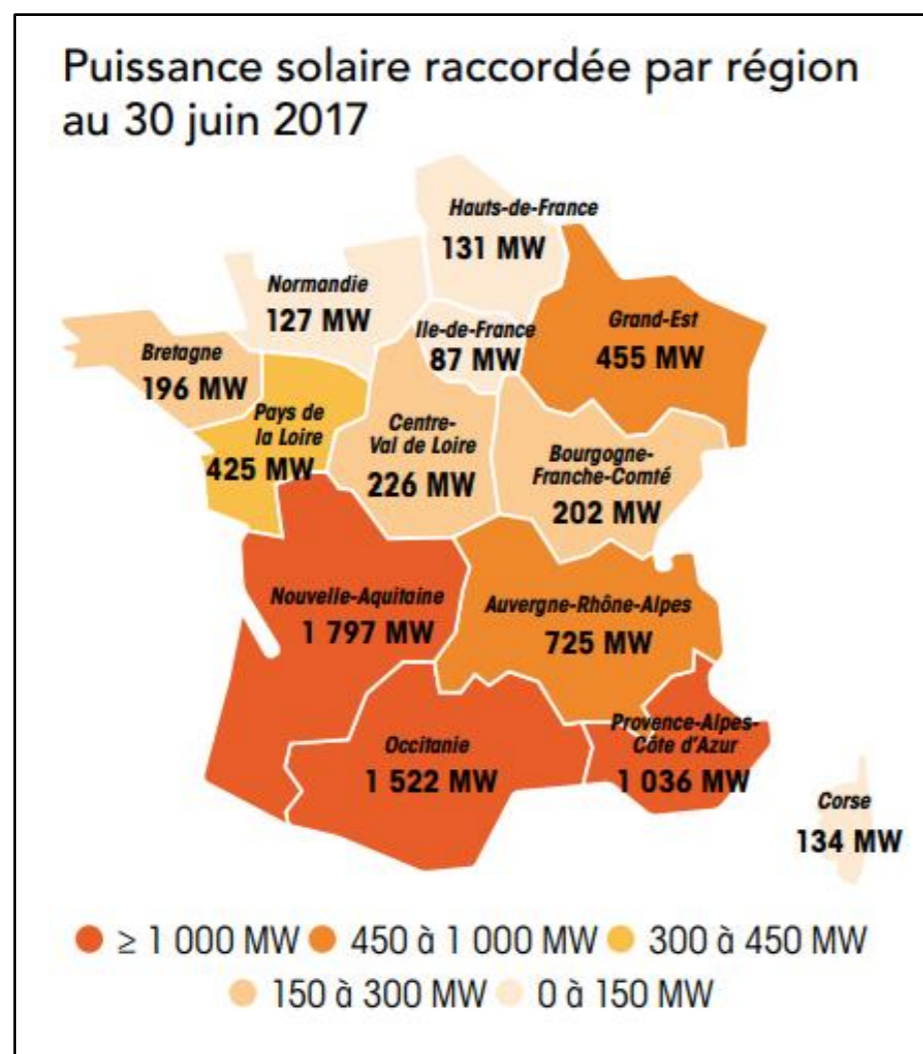 Puissance solaire raccordée par région
au 30 juin 2017
Hauts-de-France
131 MW
Normandie
127 MW
Ile-de-France
87 MW
Grand-Est
455 MW
Bretagne
196 MW
Pays de
la Loire
425 MW
Centre-
Val de Loire
226 MW
Bourgogne-
Franche-Comté
202 MW
Nouvelle-Aquitaine
1 797 MW
Auvergne-Rhône-Alpes
725 MW
Occitanie
1 522 MW
Provence-Alpes-
Côte d'Azur
1 036 MW
Corse
134 MW
≥ 1 000 MW 450 à 1 000 MW 300 à 450 MW
150 à 300 MW 0 à 150 MW